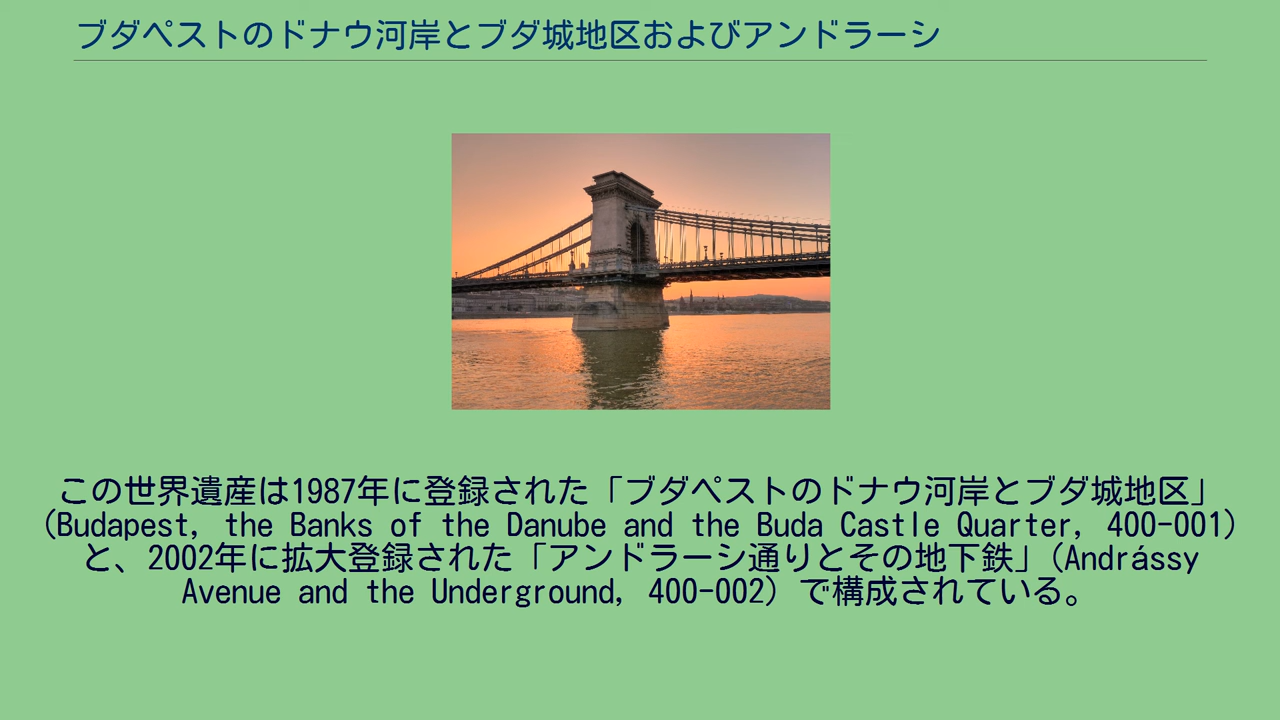 ブダペストのドナウ河岸とブダ城地区およびアンドラーシ
この世界遺産は1987年に登録された「ブダペストのドナウ河岸とブダ城地区」
(Budapest, the Banks of the Danube and the Buda Castle Quarter, 400-001)
と、2002年に拡大登録された「アンドラーシ通りとその地下鉄」(Andrássy
Avenue and the Underground, 400-002) で構成されている。